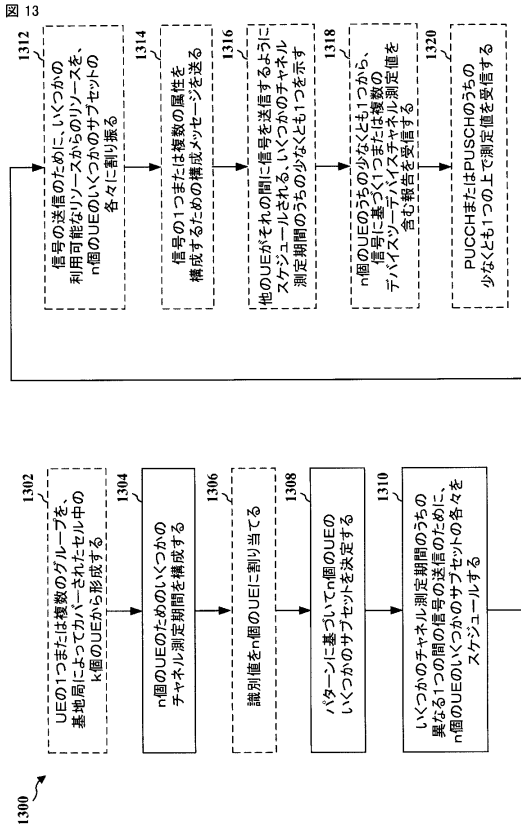 図 13
1300
1302
UEの1つまたは複数のグループを、
基地局によってカバーされたセル中の
k個のUEから形成する
1304
n個のUEのためのいくつかの
チャネル測定期間を構成する
1306
識別値をn個のUEに割り当てる
1308
パターンに基づいてn個のUEの
いくつかのサブセットを決定する
1310
いくつかのチャネル測定期間のうちの
異なる1つの間の信号の送信のために、
n個のUEのいくつかのサブセットの各々を
スケジュールする
1312
信号の送信のために、いくつかの
利用可能なリソースからのリソースを、
n個のUEのいくつかのサブセットの
各々に割り振る
1314
信号の1つまたは複数の属性を
構成するための構成メッセージを送る
1316
他のUEがその間に信号を送信するように
スケジュールされる、いくつかのチャネル
測定期間のうちの少なくとも1つを示す
1318
n個のUEのうちの少なくとも1つから、
信号に基づく1つまたは複数の
デバイスツーデバイスチャネル測定値を
含む報告を受信する
1320
PUCCHまたはPUSCHのうちの
少なくとも1つの上で測定値を受信する